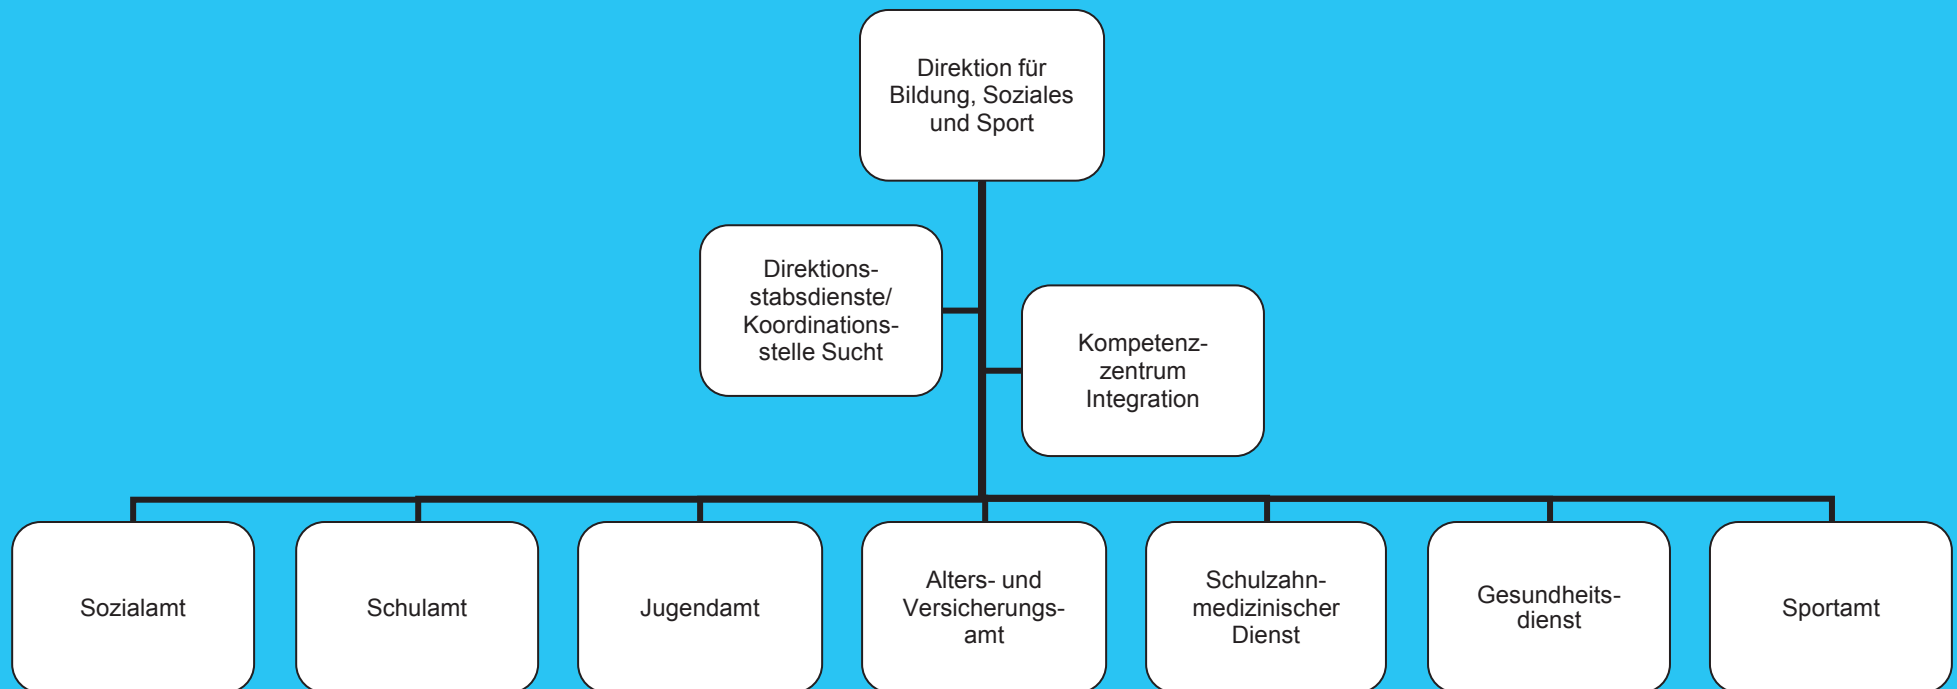 Direktion für
Bildung, Soziales
und Sport
Direktions-
stabsdienste/
Koordinations-
stelle Sucht
Kompetenz-
zentrum
Integration
Sozialamt
Schulamt
Jugendamt
Alters- und
Versicherungs-
amt
Schulzahn-
medizinischer
Dienst
Gesundheits-
dienst
Sportamt